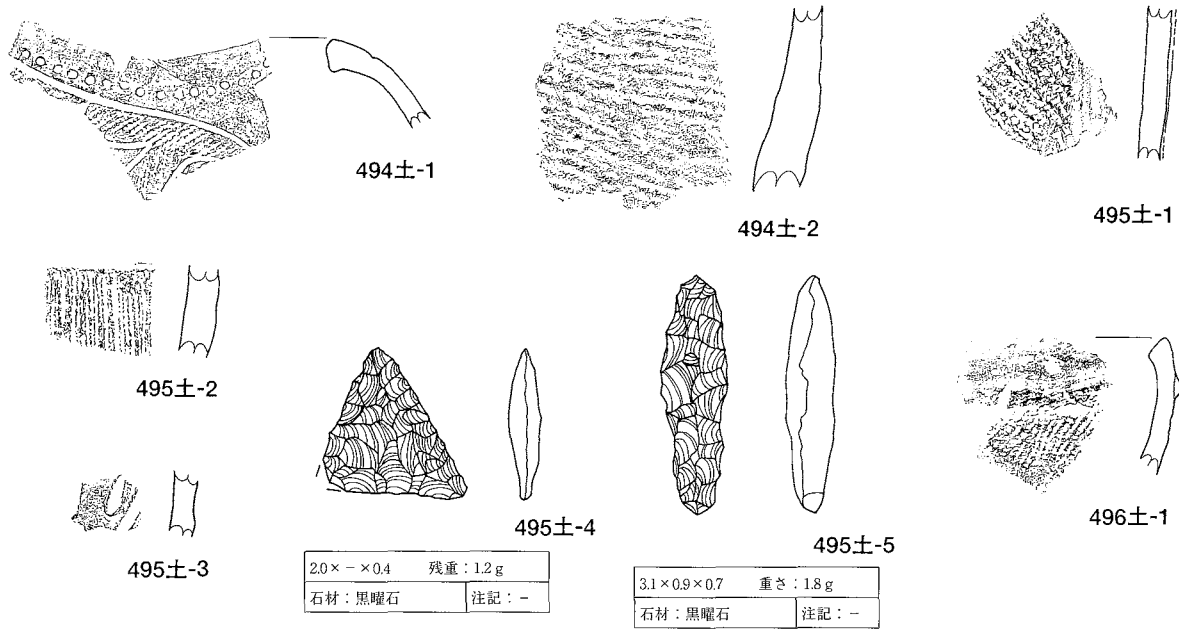 494土-1
494土-2
495土-1
495土-2
495土-3
495土-4
2.0×-×0.4 残重：1.2g
石材：黒曜石 注記：-
495土-5
3.1×0.9×0.7 重さ：1.8g
石材：黒曜石 注記：-
496土-1